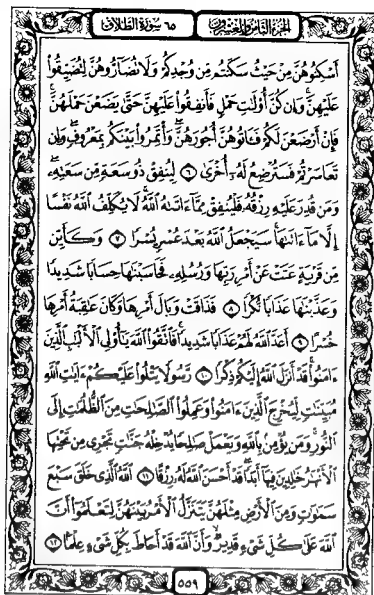 الجزء الثامن والعشرون
٦٥ سورة الطلاق
أَسْكِنُوهُنَّ مِنْ حَيْثُ سَكَنتُم مِّن وُجْدِكُمْ وَلَا نُضَآرُّوهُنَّ لِنُضَيِّقُوا۟
عَلَيْهِنَّ وَإِن كُنَّ أُو۟لَٰتِ حَمْلٍ فَأَنفِقُوا۟ عَلَيْهِنَّ حَتَّىٰ يَضَعْنَ حَمْلَهُنَّ
فَإِنْ أَرْضَعْنَ لَكُمْ فَـَٔاتُوهُنَّ أُجُورَهُنَّ وَأْتَمِرُوا۟ بَيْنَكُم بِمَعْرُوفٍ وَإِن
تَعَاسَرْتُمْ فَسَتُرْضِعُ لَهُۥٓ أُخْرَىٰ ٦ لِيُنفِقْ ذُو سَعَةٍ مِّن سَعَتِهِۦ
وَمَن قُدِرَ عَلَيْهِ رِزْقُهُۥ فَلْيُنفِقْ مِمَّآ ءَاتَىٰهُ ٱللَّهُ لَا يُكَلِّفُ ٱللَّهُ نَفْسًا
إِلَّا مَآ ءَاتَىٰهَا سَيَجْعَلُ ٱللَّهُ بَعْدَ عُسْرٍ يُسْرًا ٧ وَكَأَيِّن
مِّن قَرْيَةٍ عَتَتْ عَنْ أَمْرِ رَبِّهَا وَرُسُلِهِۦ فَحَاسَبْنَٰهَا حِسَابًا شَدِيدًا
وَعَذَّبْنَٰهَا عَذَابًا نُّكْرًا ٨ فَذَاقَتْ وَبَالَ أَمْرِهَا وَكَانَ عَٰقِبَةُ أَمْرِهَا
خُسْرًا ٩ أَعَدَّ ٱللَّهُ لَهُمْ عَذَابًا شَدِيدًا فَٱتَّقُوا۟ ٱللَّهَ يَٰٓأُو۟لِى ٱلْأَلْبَٰبِ ٱلَّذِينَ
ءَامَنُوا۟ قَدْ أَنزَلَ ٱللَّهُ إِلَيْكُمْ ذِكْرًا ١٠ رَّسُولًا يَتْلُوا۟ عَلَيْكُمْ ءَايَٰتِ ٱللَّهِ
مُبَيِّنَٰتٍ لِّيُخْرِجَ ٱلَّذِينَ ءَامَنُوا۟ وَعَمِلُوا۟ ٱلصَّٰلِحَٰتِ مِنَ ٱلظُّلُمَٰتِ إِلَى
ٱلنُّورِ وَمَن يُؤْمِنۢ بِٱللَّهِ وَيَعْمَلْ صَٰلِحًا يُدْخِلْهُ جَنَّٰتٍ تَجْرِى مِن تَحْتِهَا
ٱلْأَنْهَٰرُ خَٰلِدِينَ فِيهَآ أَبَدًا قَدْ أَحْسَنَ ٱللَّهُ لَهُۥ رِزْقًا ١١ ٱللَّهُ ٱلَّذِى خَلَقَ سَبْعَ
سَمَٰوَٰتٍ وَمِنَ ٱلْأَرْضِ مِثْلَهُنَّ يَتَنَزَّلُ ٱلْأَمْرُ بَيْنَهُنَّ لِتَعْلَمُوٓا۟ أَنَّ
ٱللَّهَ عَلَىٰ كُلِّ شَىْءٍ قَدِيرٌ وَأَنَّ ٱللَّهَ قَدْ أَحَاطَ بِكُلِّ شَىْءٍ عِلْمًۢا ١٢
٥٥٩